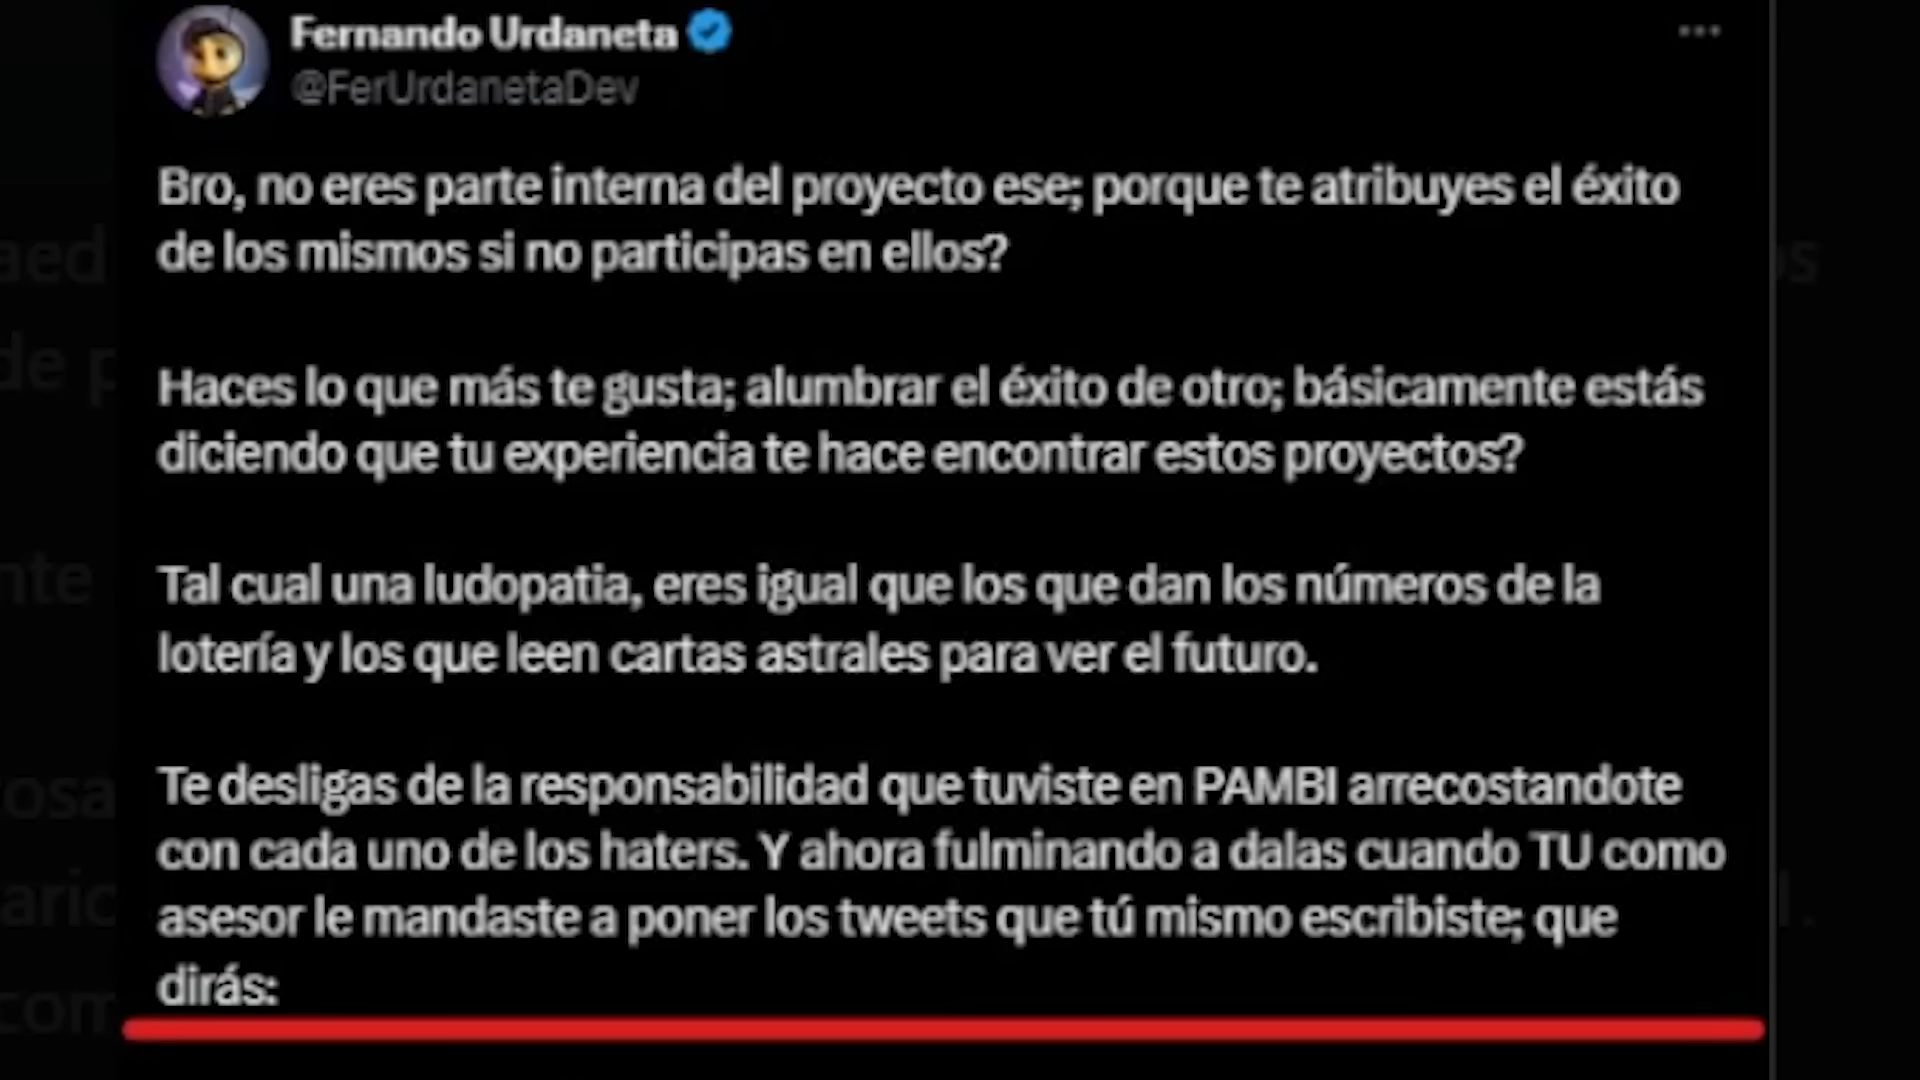 Fernando Urdaneta
@FerUrdanetaDev
Bro, no eres parte interna del proyecto ese; porque te atribuyes el éxito
de los mismos si no participas en ellos?
Haces lo que más te gusta; alumbrar el éxito de otro; básicamente estás
diciendo que tu experiencia te hace encontrar estos proyectos?
Tal cual una ludopatia, eres igual que los que dan los números de la
lotería y los que leen cartas astrales para ver el futuro.
Te desligas de la responsabilidad que tuviste en PAMBI arrecostandote
con cada uno de los haters. Y ahora fulminando a dalas cuando TU como
asesor le mandaste a poner los tweets que tú mismo escribiste; que
dirás: